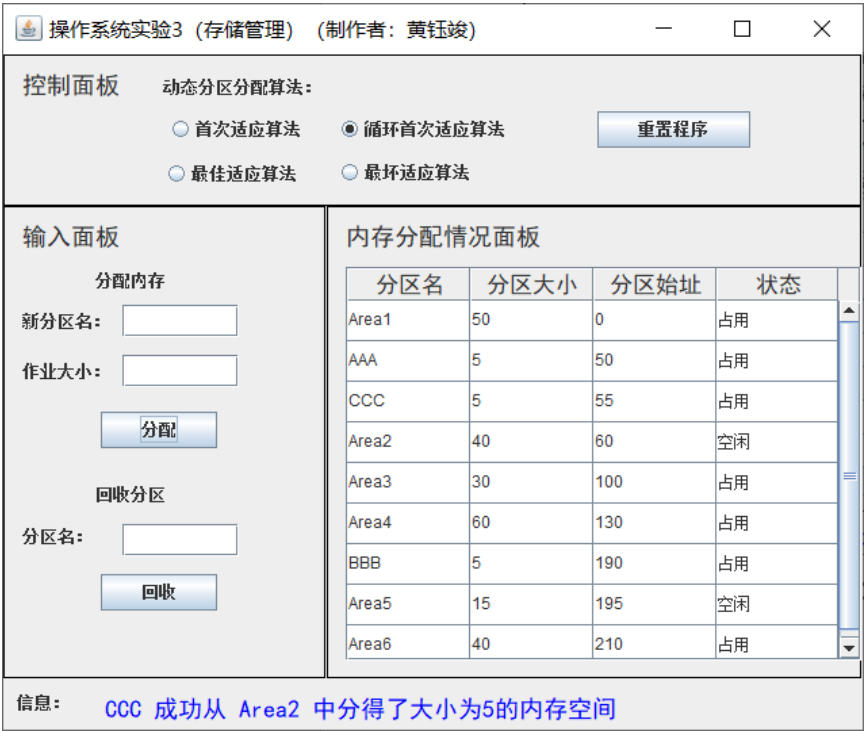 操作系统实验3（存储管理）（制作者：黄钰竣）
控制面板 动态分区分配算法：
首次适应算法 循环首次适应算法 重置程序
最佳适应算法 最坏适应算法
输入面板
分配内存
新分区名：
作业大小：
分配
回收分区
分区名：
回收
内存分配情况面板
分区名 分区大小 分区始址 状态
Area1 50 0 占用
AAA 5 50 占用
CCC 5 55 占用
Area2 40 60 空闲
Area3 30 100 占用
Area4 60 130 占用
BBB 5 190 占用
Area5 15 195 空闲
Area6 40 210 占用
信息： CCC 成功从 Area2 中分得了大小为5的内存空间